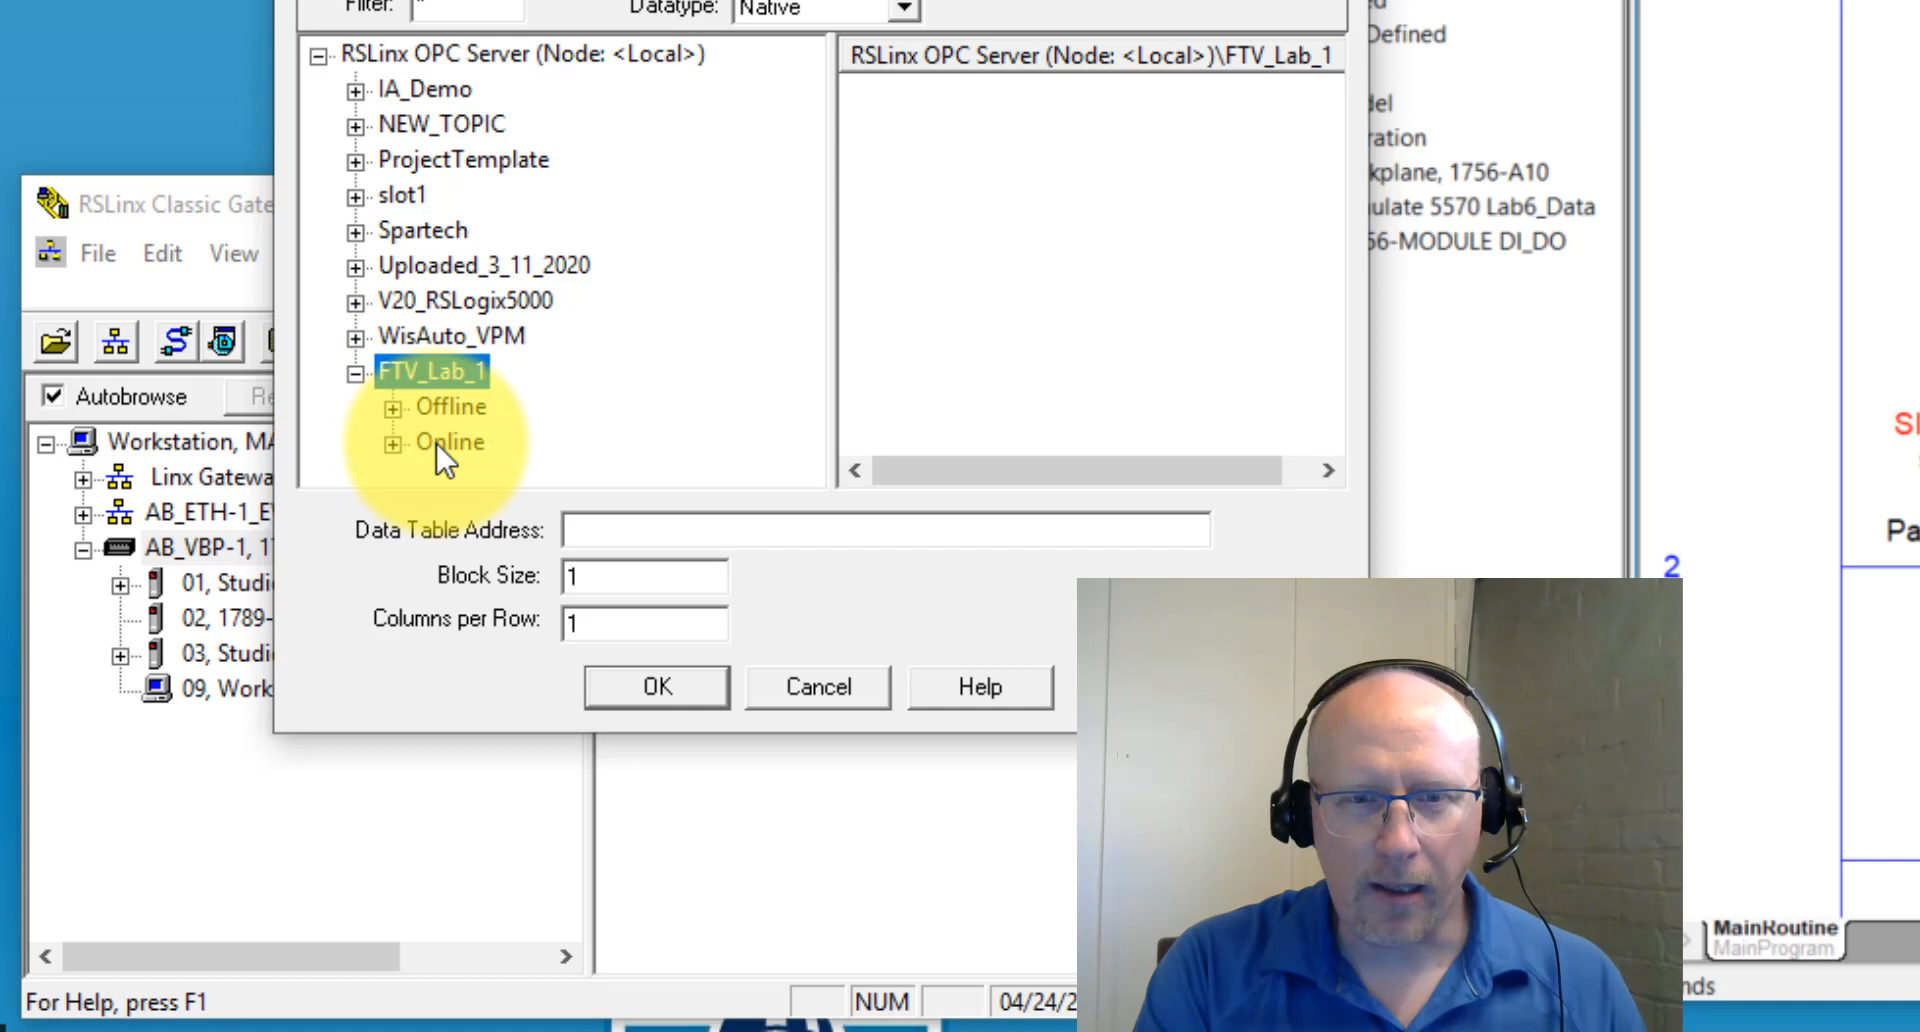 Filter:
Datatype: Native
RSLinx OPC Server (Node: <Local>)
IA_Demo
NEW_TOPIC
ProjectTemplate
slot1
Spartech
Uploaded_3_11_2020
V20_RSLogix5000
WisAuto_VPM
FTV_Lab_1
Offline
Online
RSLinx OPC Server (Node: <Local>)\FTV_Lab_1
Data Table Address:
Block Size: 1
Columns per Row: 1
OK Cancel Help
RSLinx Classic Gate
File Edit View
Autobrowse Re
Workstation, MA
Linx Gatewa
AB_ETH-1_E
AB_VBP-1, 1
01, Studi
02, 1789-
03, Studi
09, Work
For Help, press F1
NUM
04/24/2
Defined
del
ration
kplane, 1756-A10
ulate 5570 Lab6_Data
56-MODULE DI_DO
Sl
Pa
2
MainRoutine
MainProgram
nds